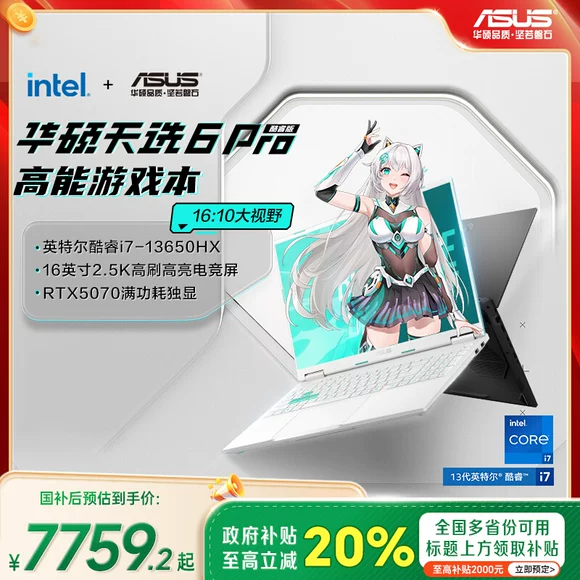 ASUS
华硕品质·坚若磐石
intel. + ASUS
华硕品质·坚若磐石
华硕天选6 Pro 酷睿版
高能游戏本
16:10大视野
英特尔酷睿i7-13650HX
16英寸2.5K高刷高亮电竞屏
RTX5070满功耗独显
ASUS
intel
CORE
i7
13代英特尔®酷睿™ i7
国补后预估到手价:
¥7759.2起
政府补贴
至高立减
20%
全国多省份可用
标题上方领取补贴
至高补贴2000元 立即预定>